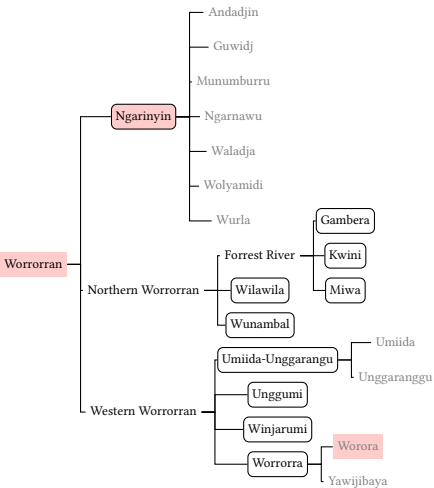 Andadjin
Guwidj
Munumburru
Ngarinyin
Ngarnawu
Waladja
Wolyamidi
Wurla
Gambera
Worrorran
Forrest River
Kwini
Northern Worrorran
Wilawila
Miwa
Wunambal
Umiida
Umiida-Unggarangu
Unggaranggu
Unggumi
Western Worrorran
Winjarumi
Worora
Worrorra
Yawijibaya